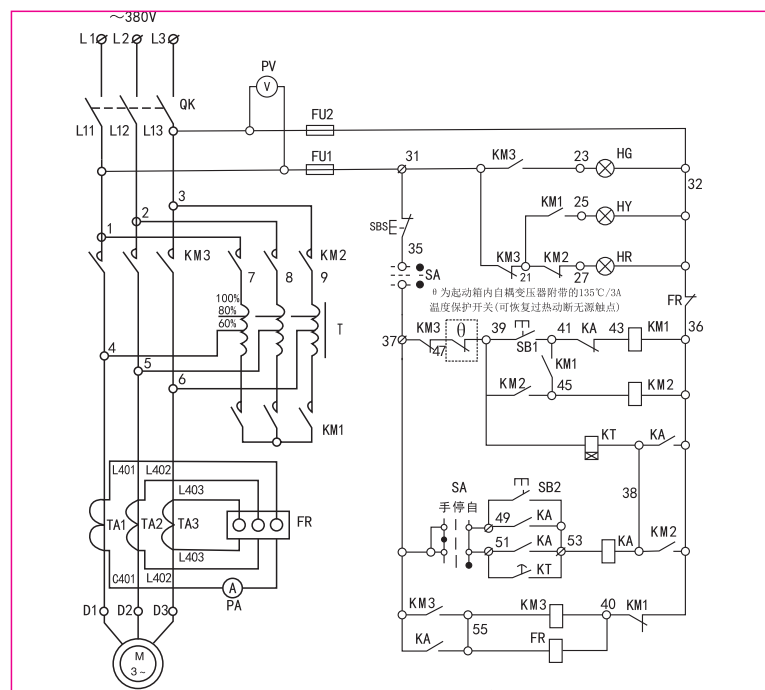 ~380V
L1 L2 L3
PV
V
QK
L11 L12 L13
FU2
FU1
31
KM3 23 HG
32
3
2
1
KM1 25 HY
SBS
35
KM3 KM2
KM3 21 KM2 27 HR
7 8 9
SA
θ为起动箱内自耦变压器附带的135℃/3A
温度保护开关(可恢复过热动断无源触点)
FR
100%
80%
60%
T
37 KM3 47 θ 39 SB1 41 KA 43 KM1 36
4
5
6
KM1
KM2 45 KM2
KM1
KT KA
38
L401 L402
L403
SA
手停自
SB2
49 KA
TA1 TA2 TA3 FR
51 KA 53 KA KM2
KT
L403
C401 L402
A
PA
D1 D2 D3
KM3 KM3 40 KM1
KA 55 FR
M
3~